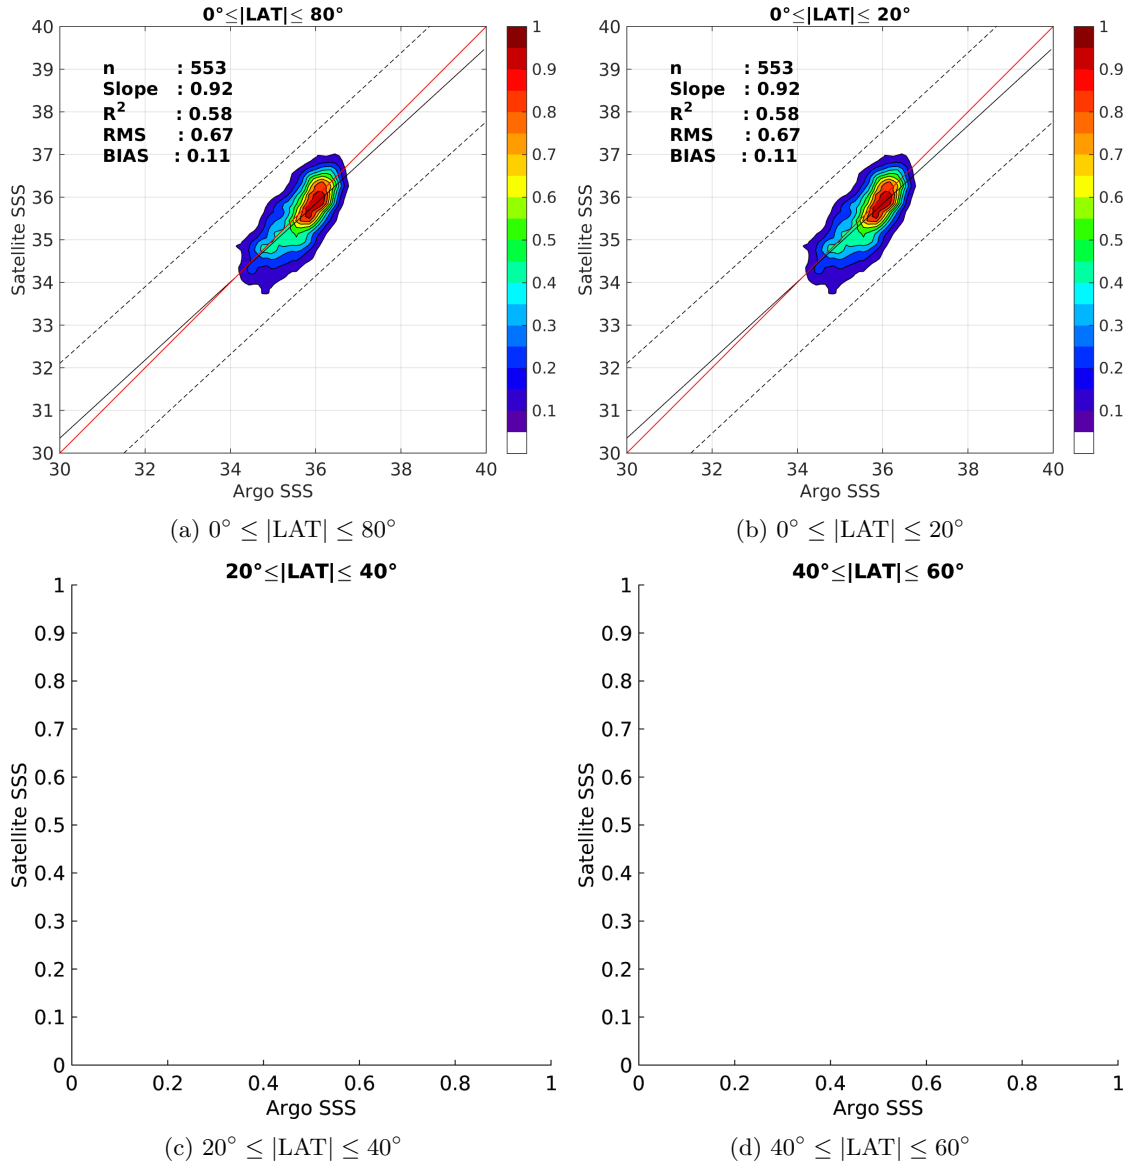 0°≤|LAT|≤ 80°
40
39
38
37
36
35
34
33
32
31
30
Satellite SSS
n : 553
Slope : 0.92
R² : 0.58
RMS : 0.67
BIAS : 0.11
30 32 34 36 38 40
Argo SSS
1
0.9
0.8
0.7
0.6
0.5
0.4
0.3
0.2
0.1
(a) 0° ≤ |LAT| ≤ 80°
0°≤|LAT|≤ 20°
40
39
38
37
36
35
34
33
32
31
30
Satellite SSS
n : 553
Slope : 0.92
R² : 0.58
RMS : 0.67
BIAS : 0.11
30 32 34 36 38 40
Argo SSS
1
0.9
0.8
0.7
0.6
0.5
0.4
0.3
0.2
0.1
(b) 0° ≤ |LAT| ≤ 20°
20°≤|LAT|≤ 40°
1
0.9
0.8
0.7
0.6
0.5
0.4
0.3
0.2
0.1
0
Satellite SSS
0 0.2 0.4 0.6 0.8 1
Argo SSS
(c) 20° ≤ |LAT| ≤ 40°
40°≤|LAT|≤ 60°
1
0.9
0.8
0.7
0.6
0.5
0.4
0.3
0.2
0.1
0
Satellite SSS
0 0.2 0.4 0.6 0.8 1
Argo SSS
(d) 40° ≤ |LAT| ≤ 60°